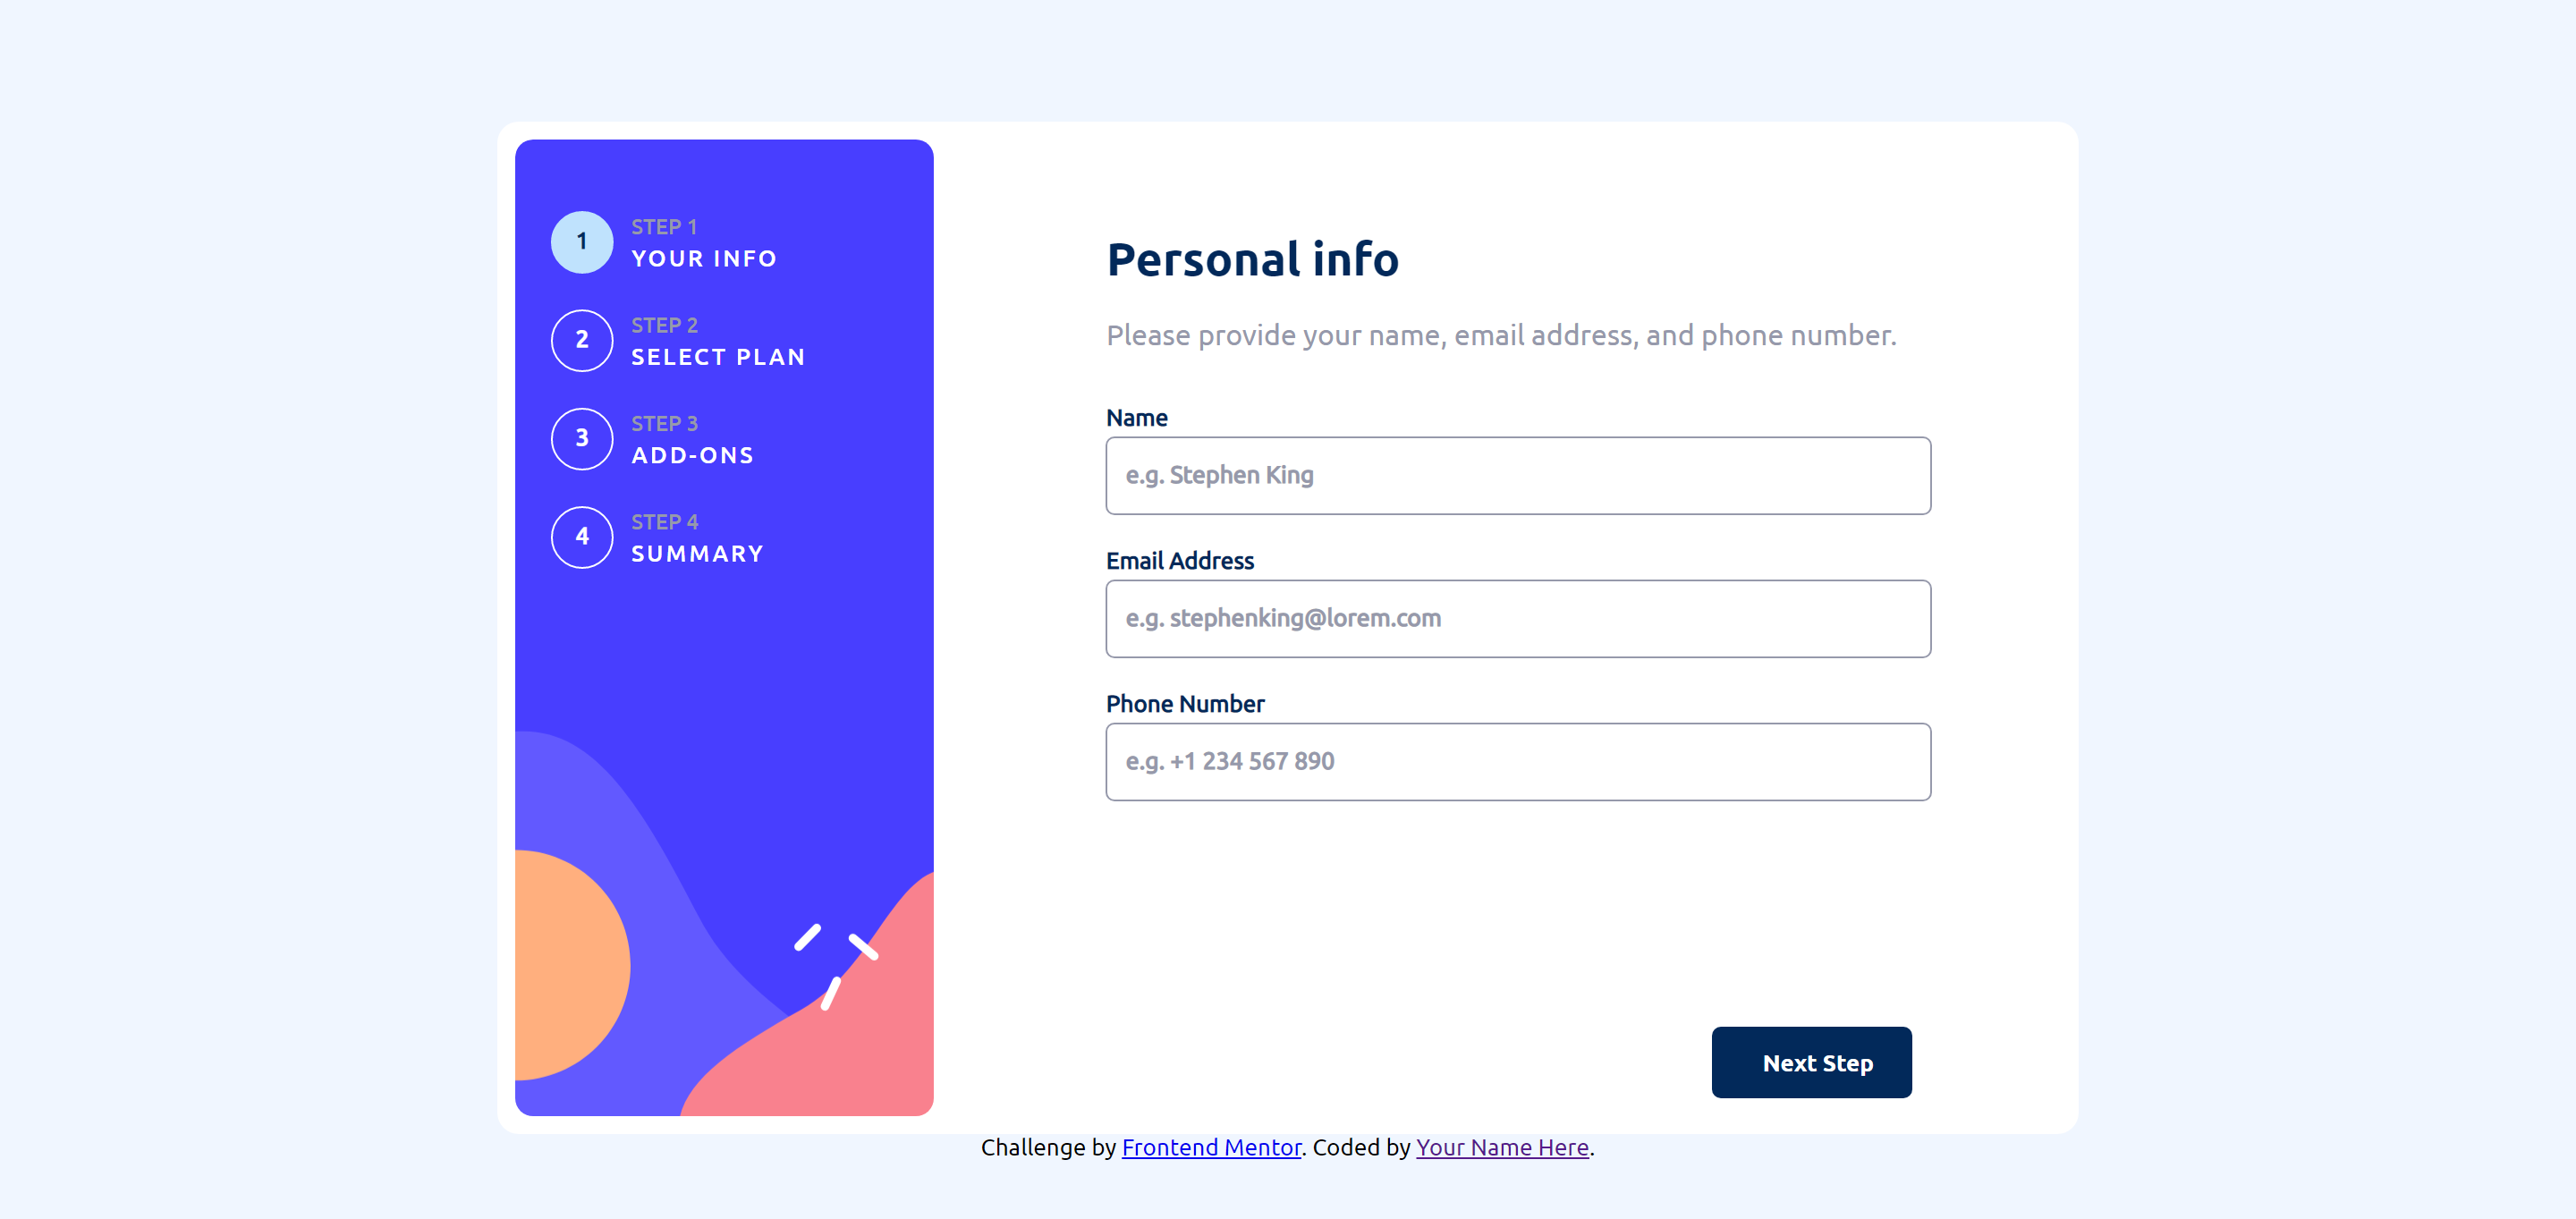 1
STEP 1
YOUR INFO
2
STEP 2
SELECT PLAN
3
STEP 3
ADD-ONS
4
STEP 4
SUMMARY
Personal info
Please provide your name, email address, and phone number.
Name
e.g. Stephen King
Email Address
e.g. stephenking@lorem.com
Phone Number
e.g. +1 234 567 890
Next Step
Challenge by Frontend Mentor. Coded by Your Name Here.